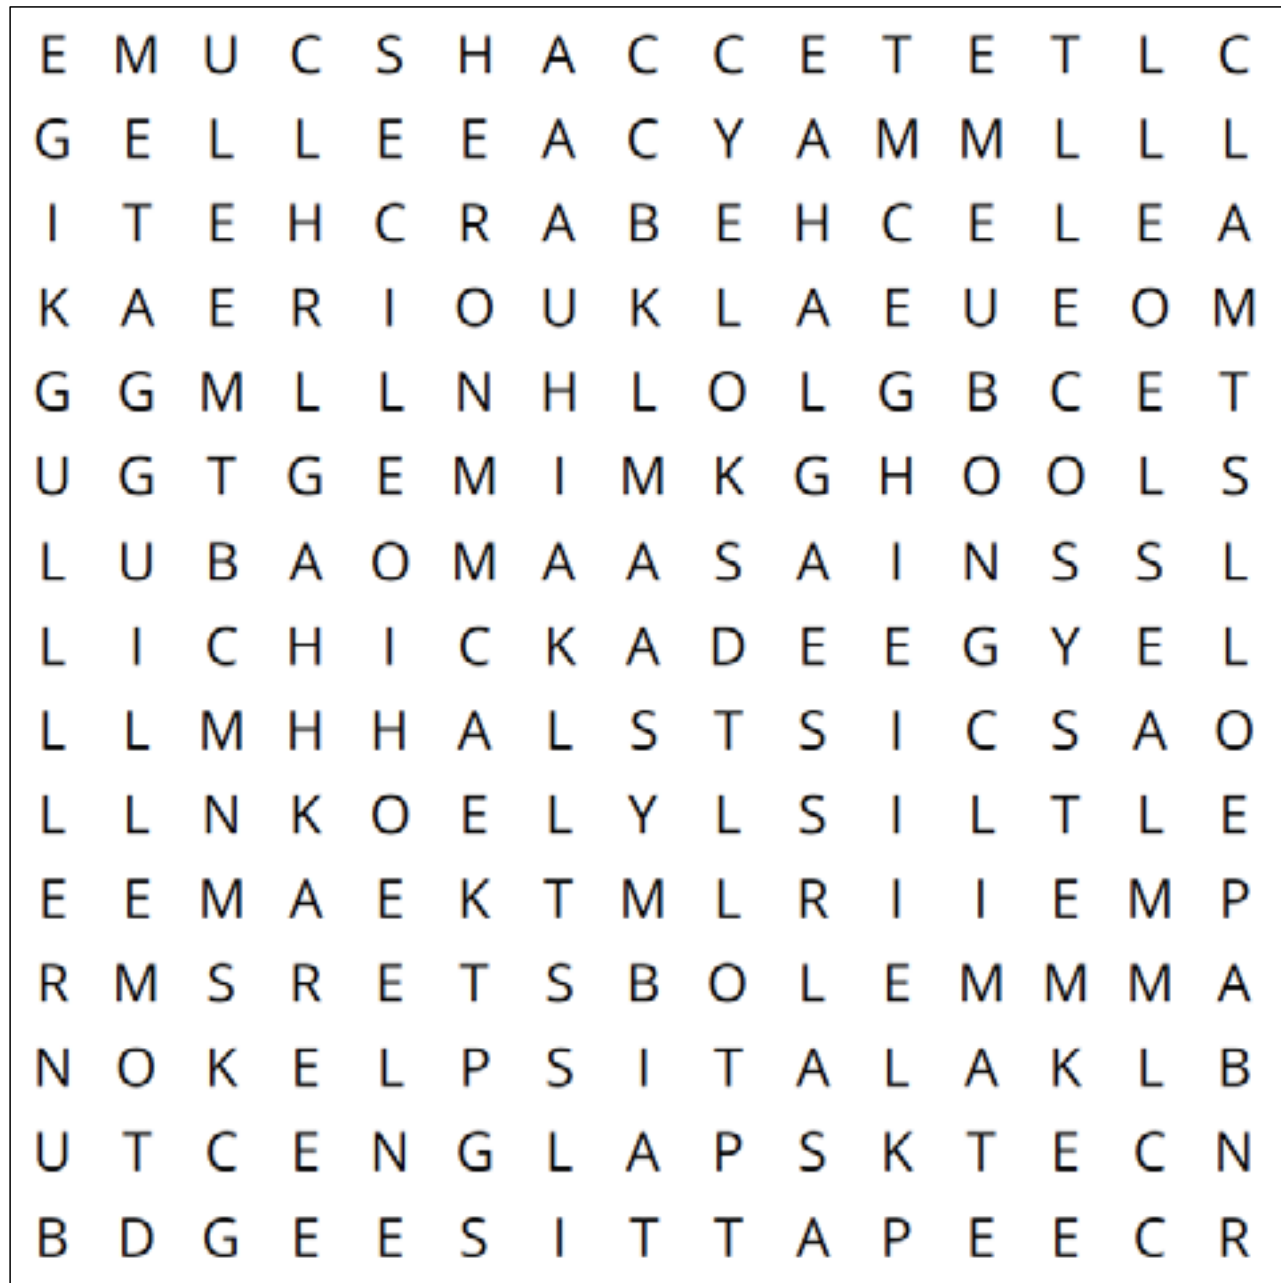 E M U C S H A C C E T E T L C
G E L L E E A C Y A M M L L L
I T E H C R A B E H C E L E A
K A E R I O U K L A E U E O M
G G M L L N H L O L G B C E T
U G T G E M I M K G H O O L S
L U B A O M A A S A I N S S L
L I C H I C K A D E E G Y E L
L L M H H A L S T S I C S A O
L L N K O E L Y L S I L T L E
E E M A E K T M L R I I E M P
R M S R E T S B O L E M M M A
N O K E L P S I T A L A K L B
U T C E N G L A P S K T E C N
B D G E E S I T T A P E E C R